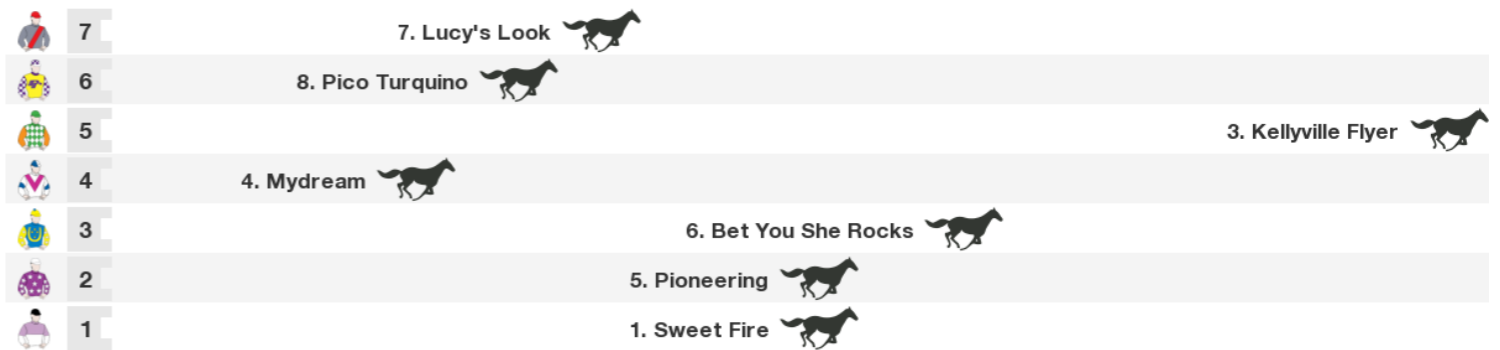 7 7. Lucy's Look
6 8. Pico Turquino
5 3. Kellyville Flyer
4 4. Mydream
3 6. Bet You She Rocks
2 5. Pioneering
1 1. Sweet Fire